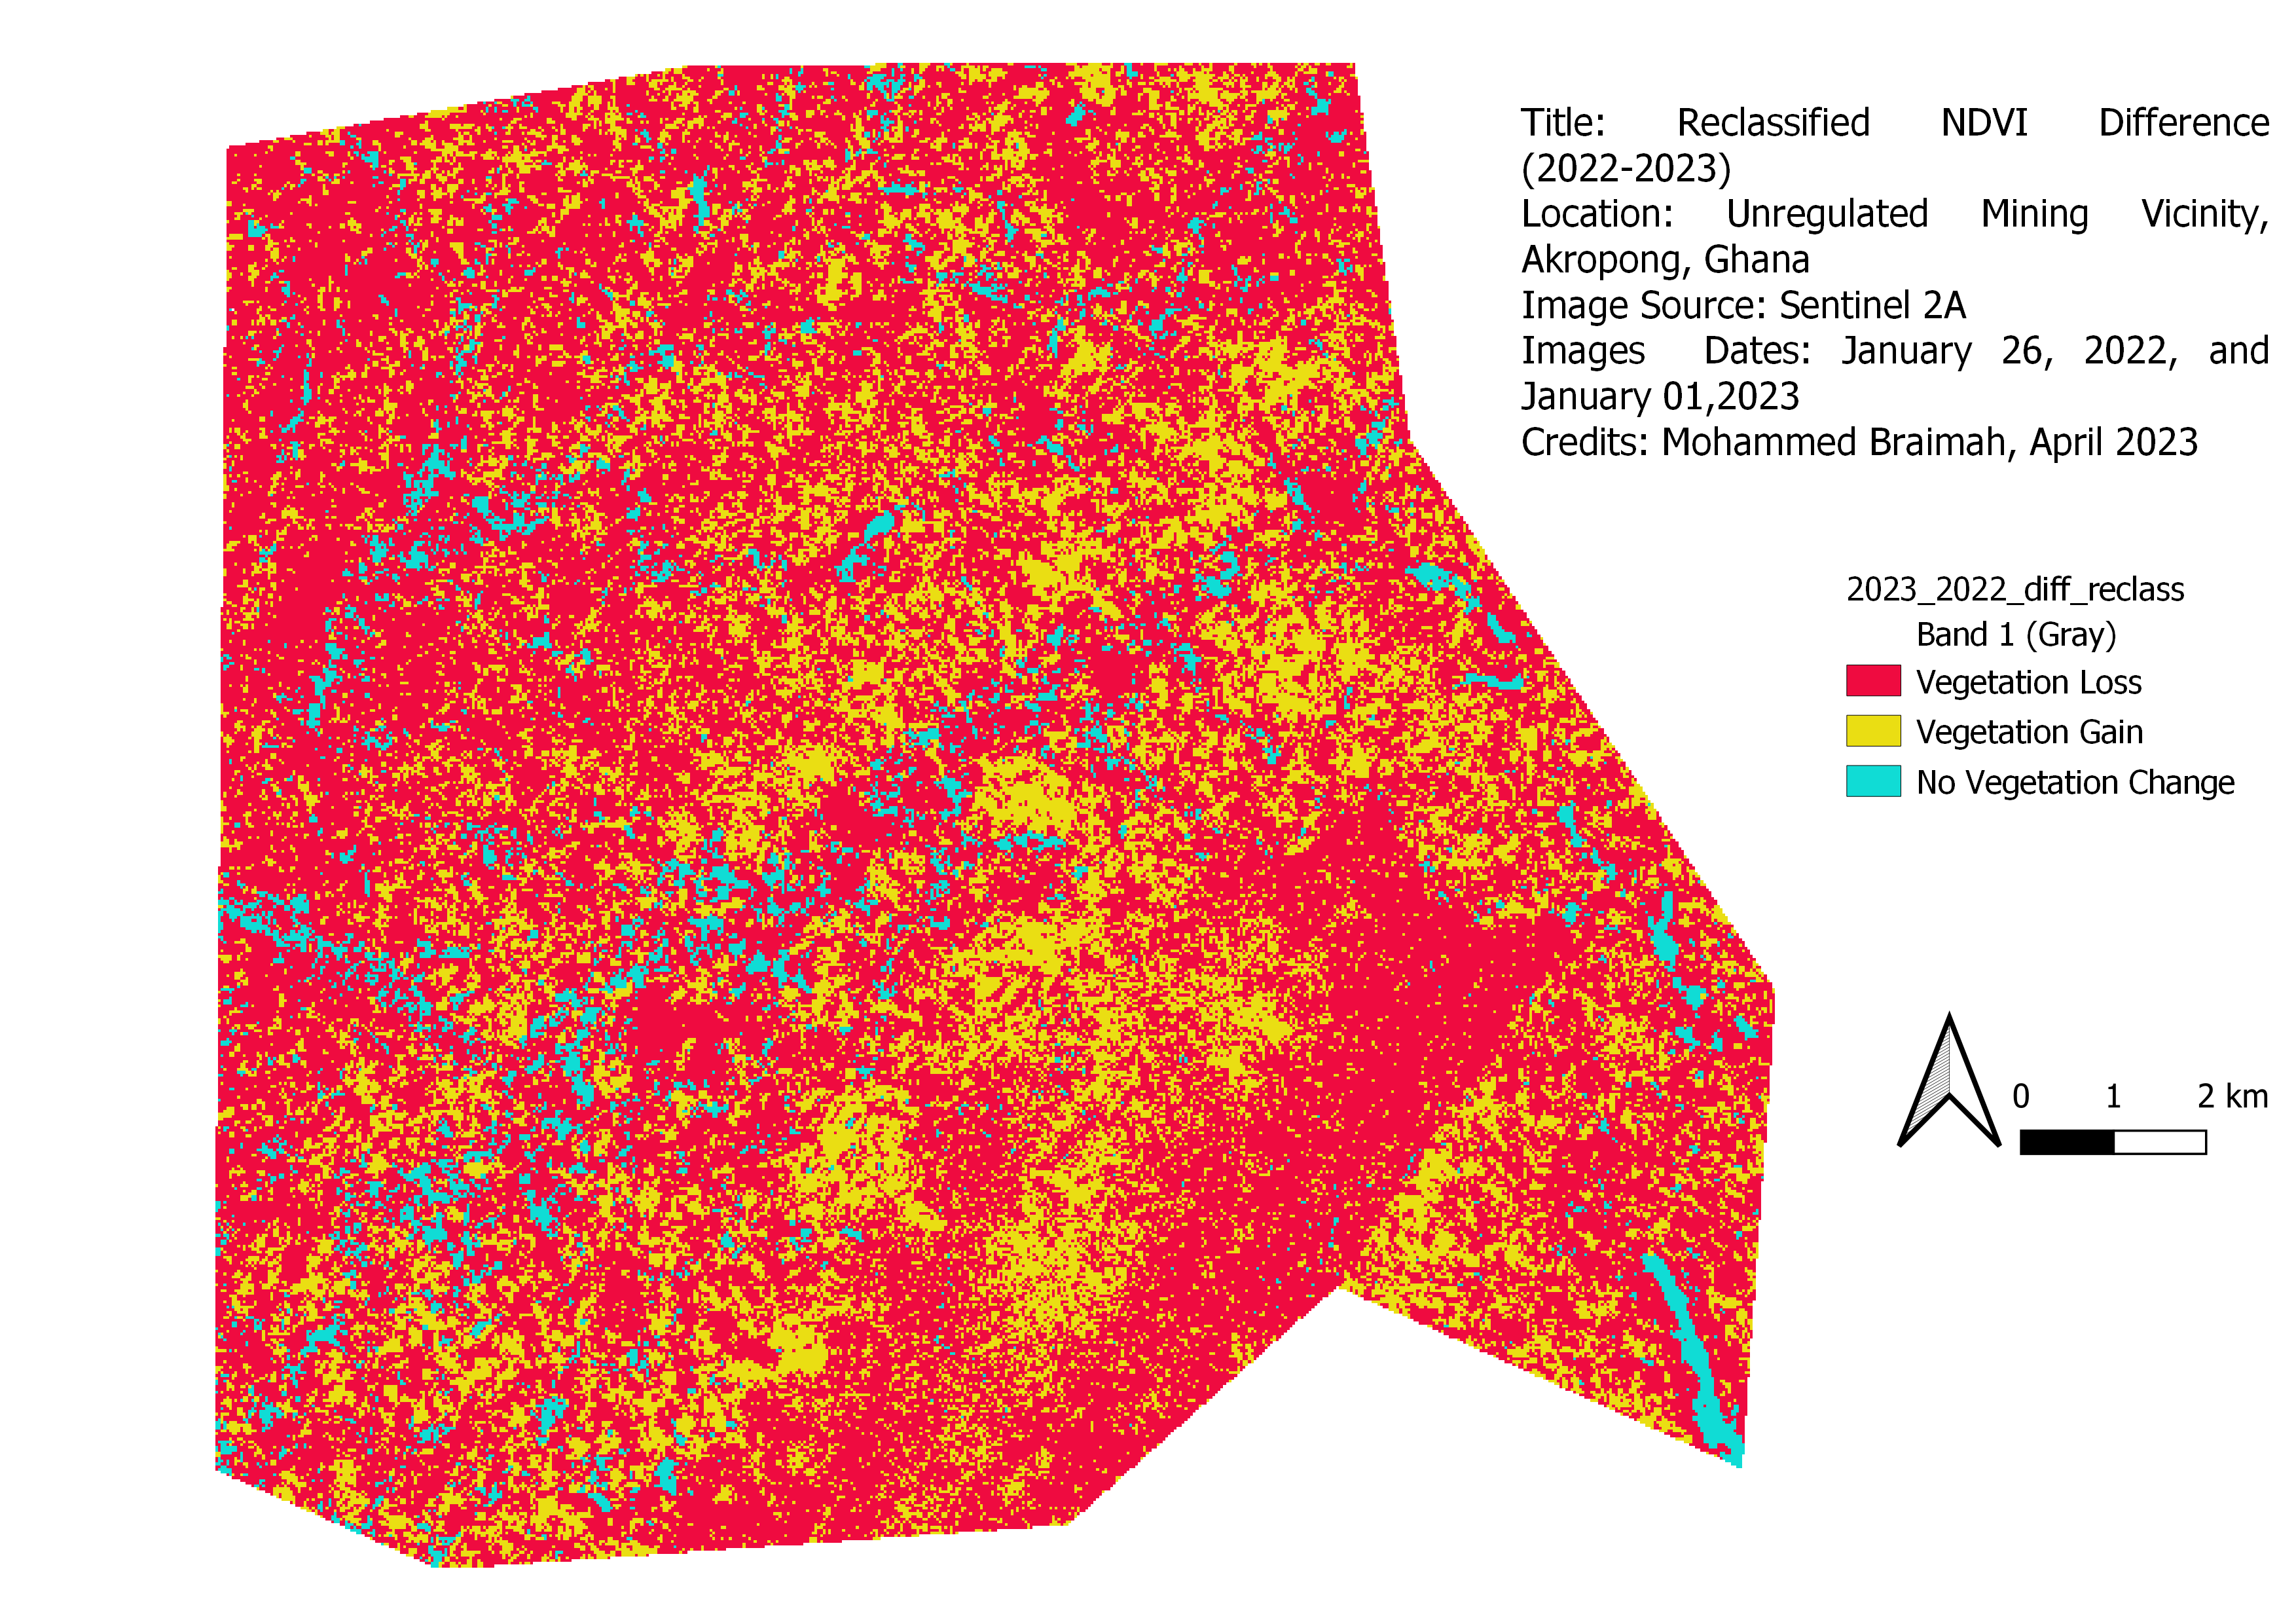 Title: Reclassified NDVI Difference
(2022-2023)
Location: Unregulated Mining Vicinity,
Akropong, Ghana
Image Source: Sentinel 2A
Images Dates: January 26, 2022, and
January 01,2023
Credits: Mohammed Braimah, April 2023
2023_2022_diff_reclass
Band 1 (Gray)
Vegetation Loss
Vegetation Gain
No Vegetation Change
0 1 2 km